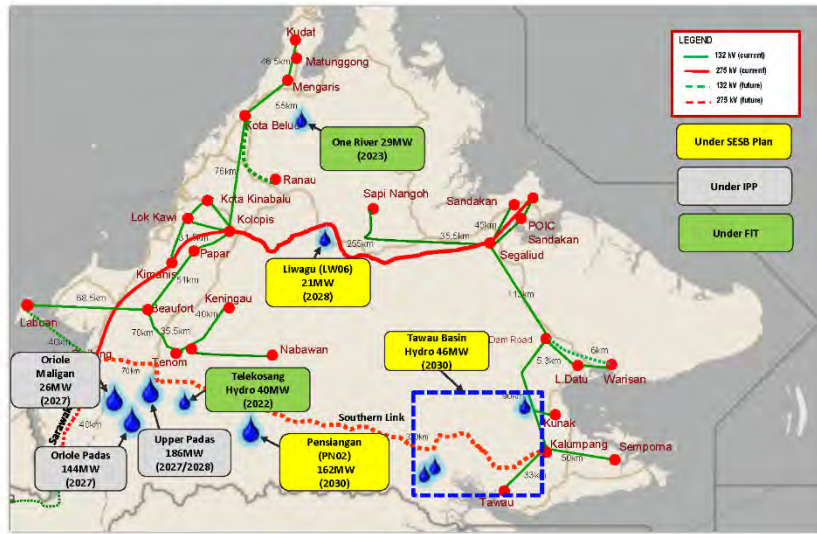 Kudat
46.5km
Matunggong
Mengaris
55km
Kota Belud
One River 29MW
(2023)
76km
Ranau
Kota Kinabalu
Lok Kawi
Kolopis
31.5km
Papar
Kimanis
51km
Sapi Nangoh
255km
35.5km
Sandakan
45km
POIC
Sandakan
Segaliud
Liwagu (LW06)
21MW
(2028)
113km
68.5km
Labuan
Beaufort
Keningau
40km
70km
35.5km
40km
Tenom
Nabawan
70km
Dam Road
6km
5.3km
L.Datu
Warisan
Tawau Basin
Hydro 46MW
(2030)
90km
Kunak
Oriole
Maligan
26MW
(2027)
Telekosang
Hydro 40MW
(2022)
Southern Link
Sarawak
Upper Padas
186MW
(2027/2028)
Oriole Padas
144MW
(2027)
Pensiangan
(PN02)
162MW
(2030)
Kalumpang
Semporna
50km
33km
Tawau
LEGEND
132 kV (current)
275 kV (current)
132 kV (future)
275 kV (future)
Under SESB Plan
Under IPP
Under FIT